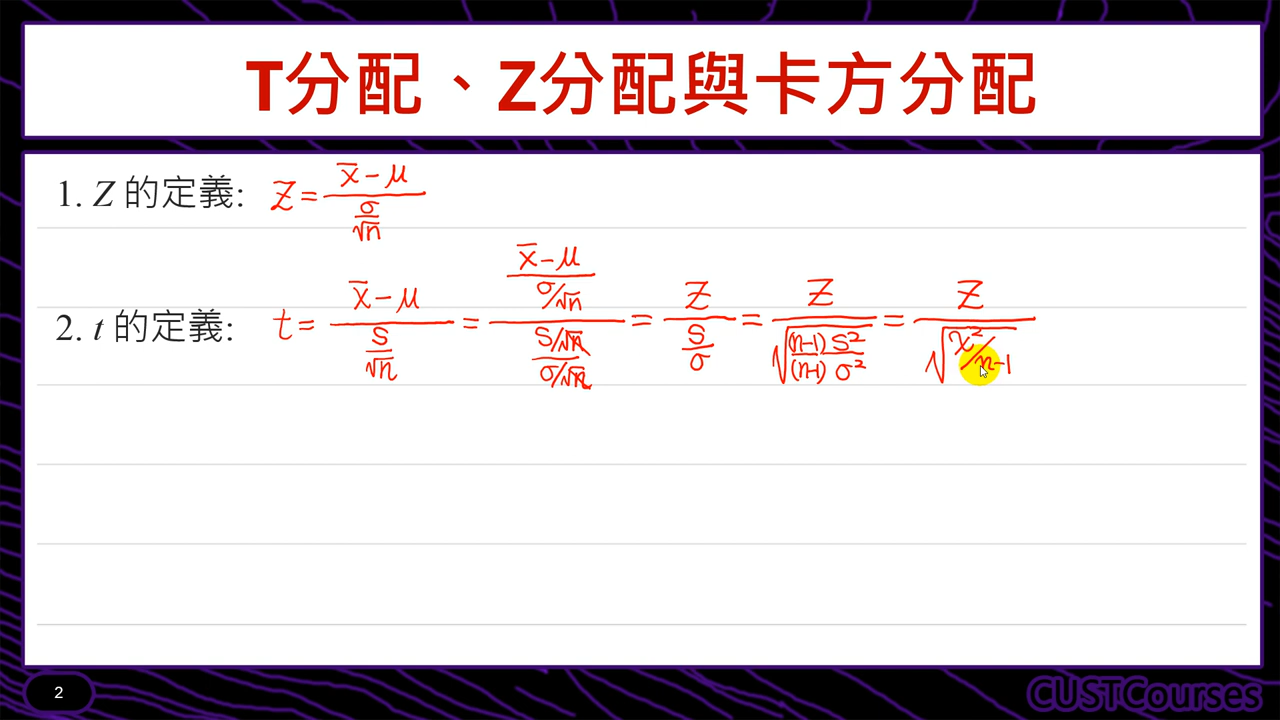 T分配、Z分配與卡方分配
1. Z 的定義: Z = (x̄ - μ) / (σ/√n)
2. t 的定義: t = (x̄ - μ) / (S/√n) = ((x̄ - μ) / (σ/√n)) / ((S/√n) / (σ/√n)) = Z / (S/σ) = Z / √((n-1) S² / (n-1) σ²) = Z / √(χ²/n-1)
2
CUSTCourses